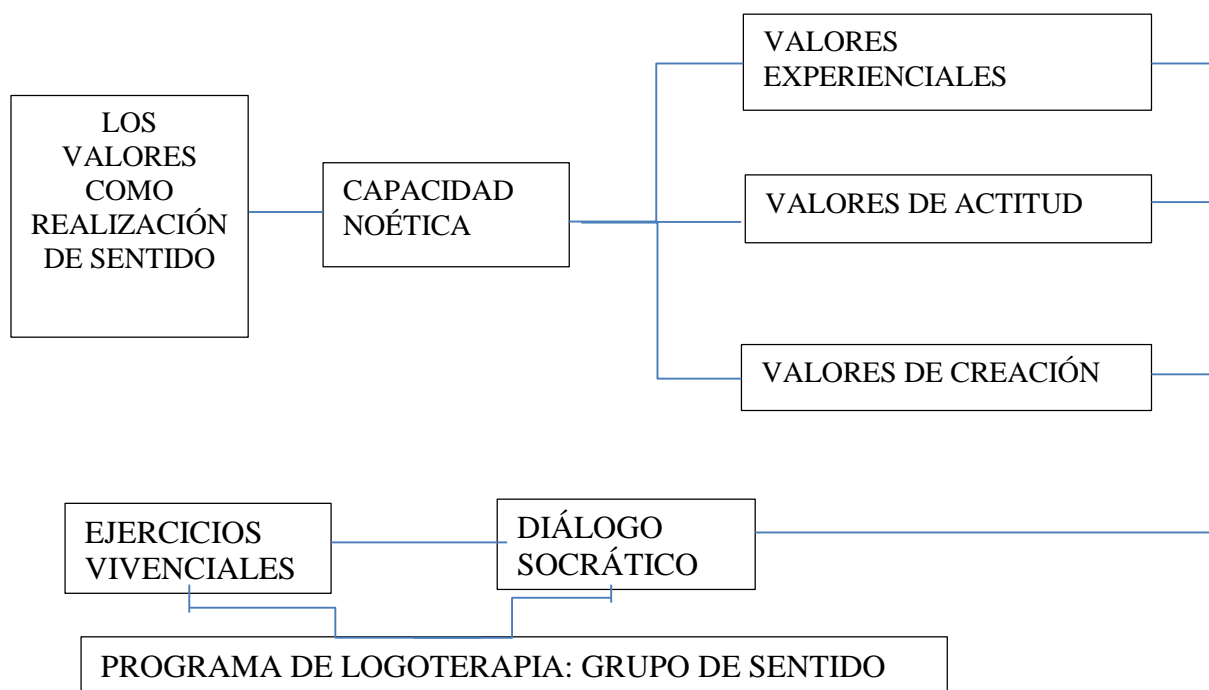 LOS
VALORES
COMO
REALIZACIÓN
DE SENTIDO
CAPACIDAD
NOÉTICA
VALORES
EXPERIENCIALES
VALORES DE ACTITUD
VALORES DE CREACIÓN
EJERCICIOS
VIVENCIALES
DIÁLOGO
SOCRÁTICO
PROGRAMA DE LOGOTERAPIA: GRUPO DE SENTIDO